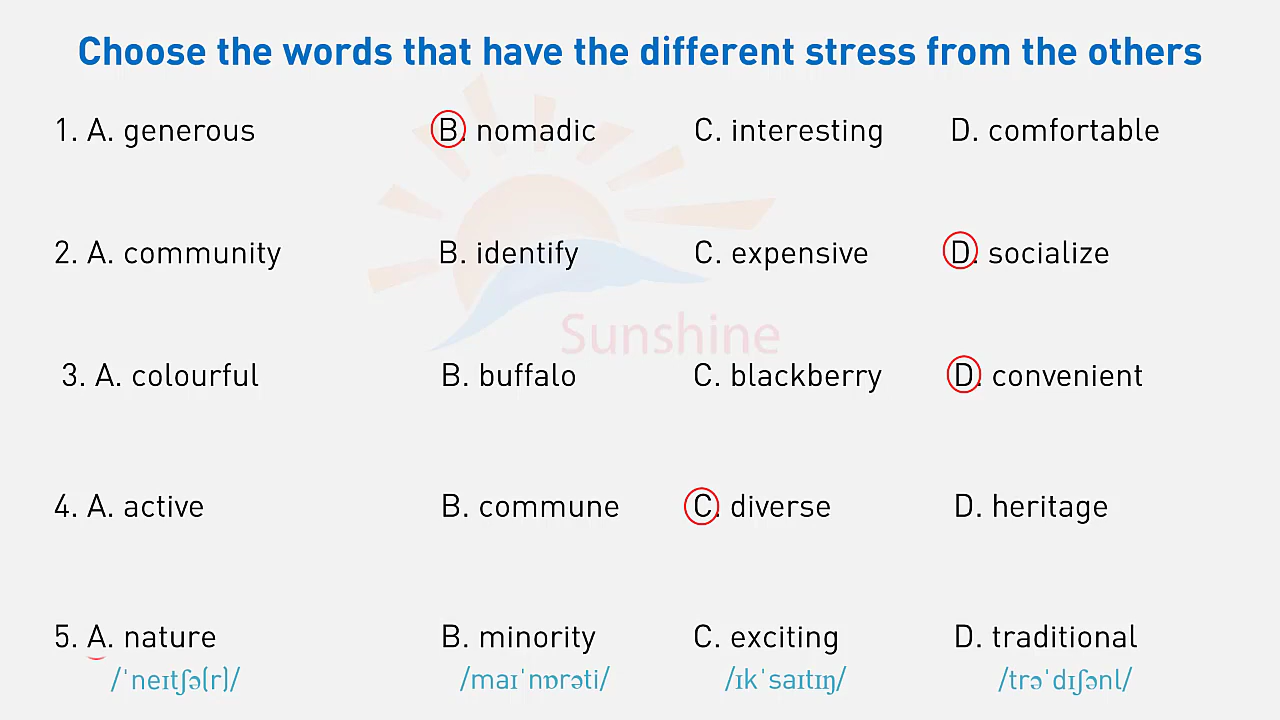 Choose the words that have the different stress from the others
1. A. generous B. nomadic C. interesting D. comfortable
2. A. community B. identify C. expensive D. socialize
Sunshine
3. A. colourful B. buffalo C. blackberry D. convenient
4. A. active B. commune C. diverse D. heritage
5. A. nature B. minority C. exciting D. traditional
/ˈneɪtʃə(r)/ /maɪˈnɒrəti/ /ɪkˈsaɪtɪŋ/ /trəˈdɪʃənl/